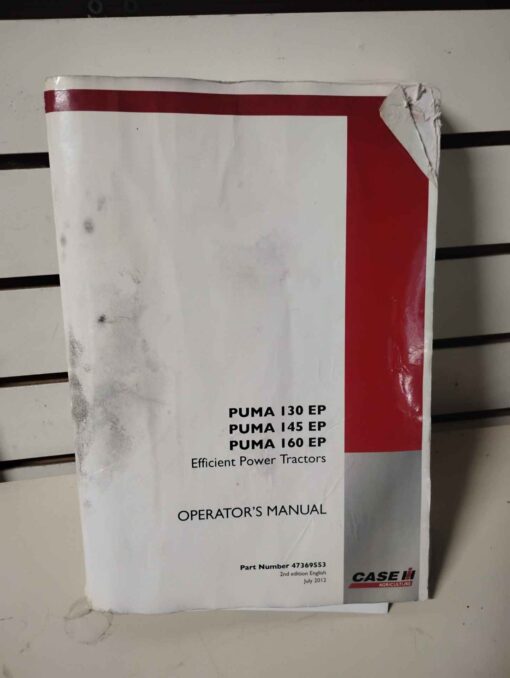 PUMA 130 EP
PUMA 145 EP
PUMA 160 EP
Efficient Power Tractors
OPERATOR'S MANUAL
Part Number 47369553
2nd edition English
July 2012
CASE IH
AGRICULTURE